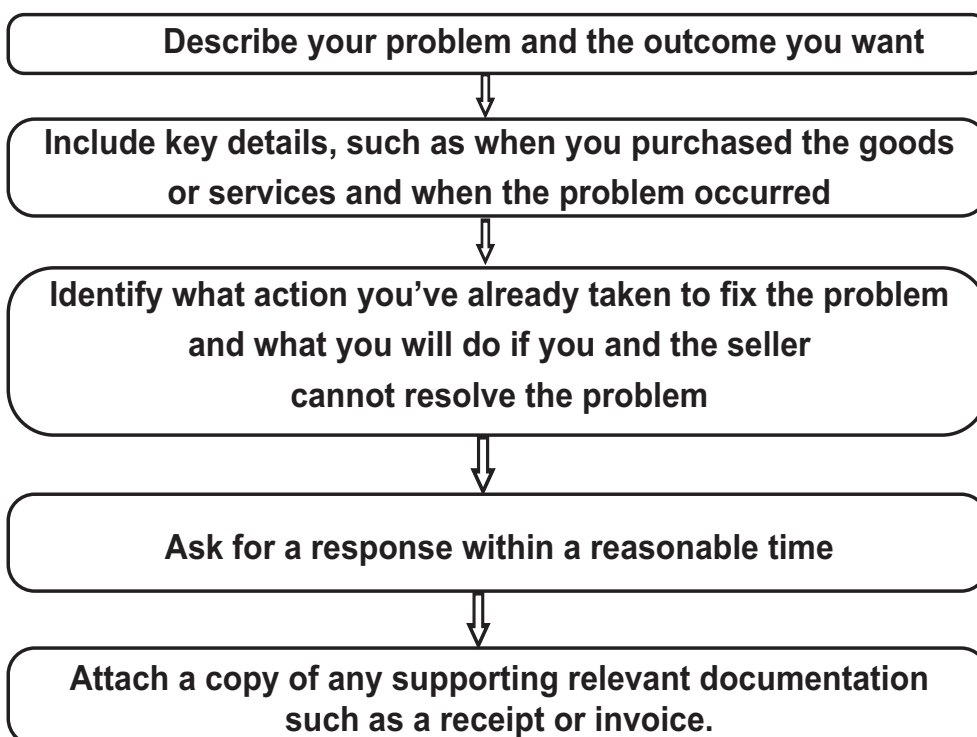 Describe your problem and the outcome you want
Include key details, such as when you purchased the goods
or services and when the problem occurred
Identify what action you've already taken to fix the problem
and what you will do if you and the seller
cannot resolve the problem
Ask for a response within a reasonable time
Attach a copy of any supporting relevant documentation
such as a receipt or invoice.